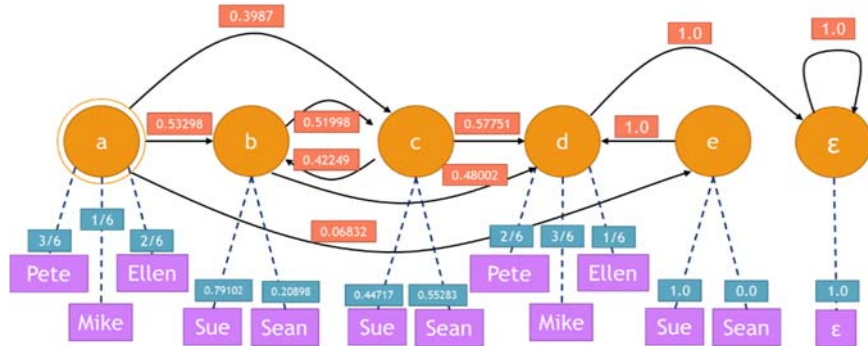 0.3987
1.0
1.0
a
0.53298
b
0.51998
0.42249
c
0.57751
d
1.0
e
ε
0.48002
0.06832
3/6
1/6
2/6
Pete
Ellen
Mike
0.79102
0.20898
Sue
Sean
0.44717
0.55283
Sue
Sean
2/6
3/6
1/6
Pete
Ellen
Mike
1.0
0.0
Sue
Sean
1.0
ε